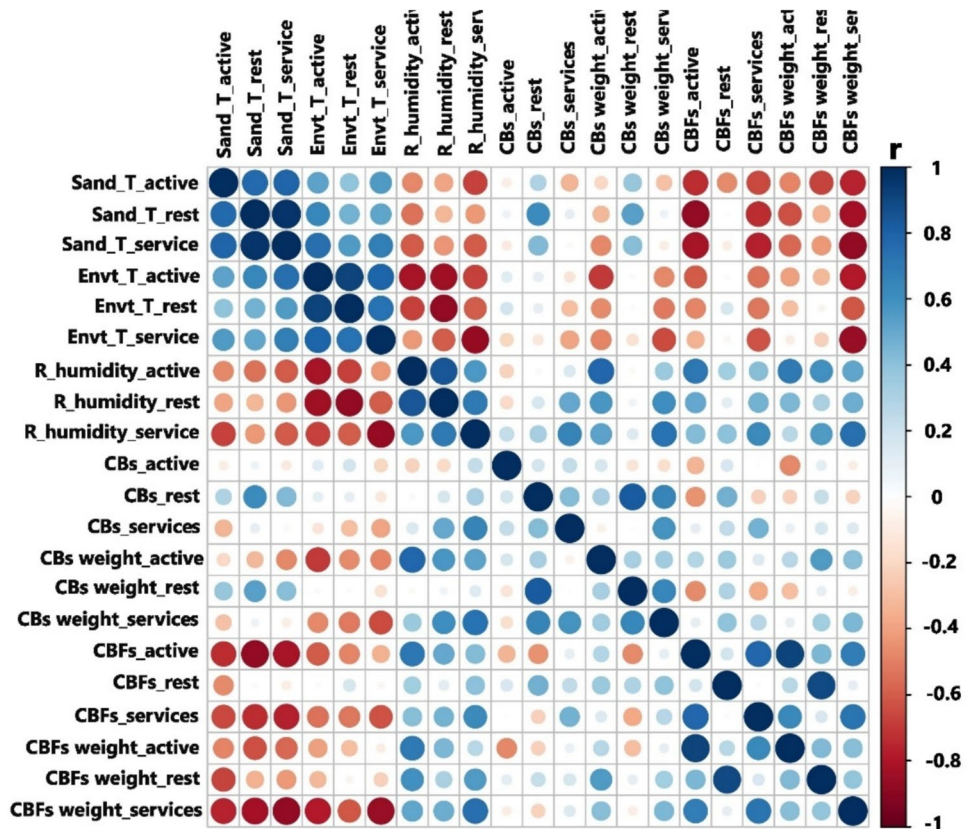 Sand_T_active
Sand_T_rest
Sand_T_service
Envt_T_active
Envt_T_rest
Envt_T_service
R_humidity_acti
R_humidity_rest
R_humidity_serv
CBs_active
CBs_rest
CBs_services
CBs weight_activ
CBs weight_rest
CBs weight_serv
CBFs_active
CBFs_rest
CBFs_services
CBFs weight_act
CBFs weight_res
CBFs weight_ser
r
Sand_T_active
Sand_T_rest
Sand_T_service
Envt_T_active
Envt_T_rest
Envt_T_service
R_humidity_active
R_humidity_rest
R_humidity_service
CBs_active
CBs_rest
CBs_services
CBs weight_active
CBs weight_rest
CBs weight_services
CBFs_active
CBFs_rest
CBFs_services
CBFs weight_active
CBFs weight_rest
CBFs weight_services
1
0.8
0.6
0.4
0.2
0
-0.2
-0.4
-0.6
-0.8
-1